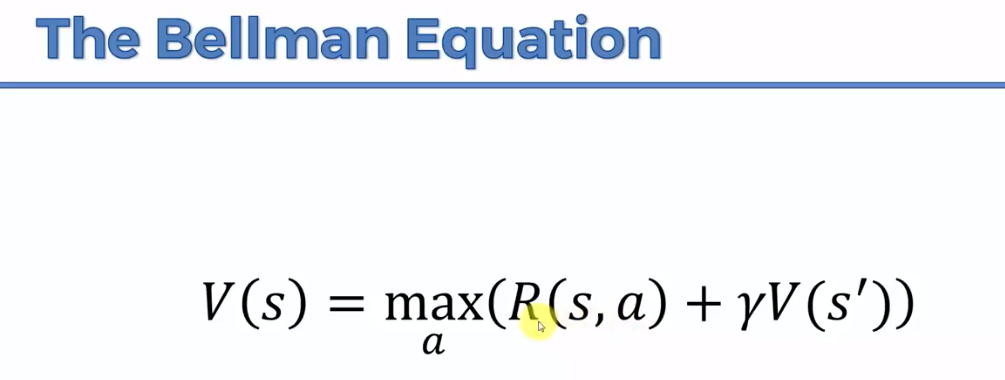 The Bellman Equation
V(s) = max(R(s, a) + γV(s′))
a